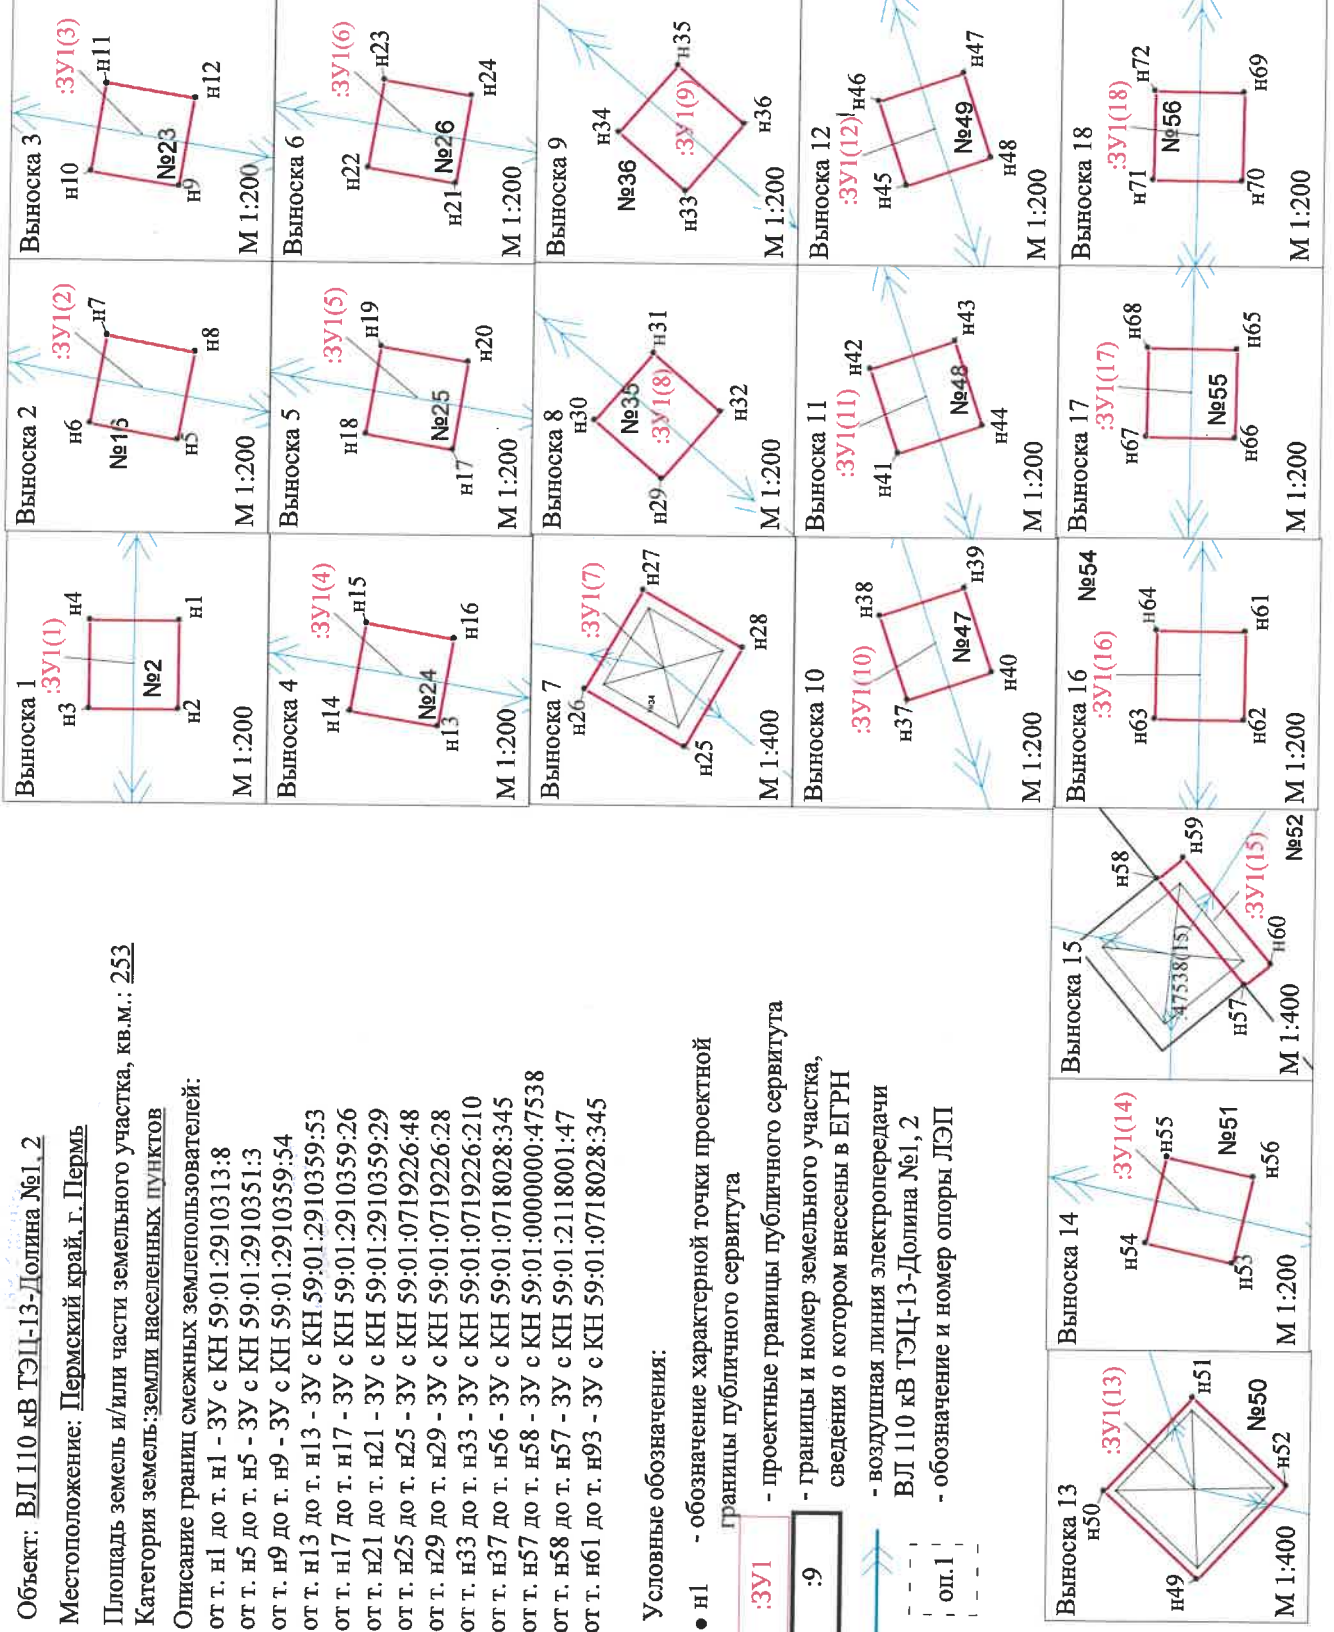 Объект: ВЛ 110 кВ ТЭЦ-13-Долина №1, 2
Местоположение: Пермский край, г. Пермь
Площадь земель и/или части земельного участка, кв.м.: 253
Категория земель:земли населенных пунктов
Описание границ смежных землепользователей:
от т. н1 до т. н1 - ЗУ с КН 59:01:2910313:8
от т. н5 до т. н5 - ЗУ с КН 59:01:2910351:3
от т. н9 до т. н9 - ЗУ с КН 59:01:2910359:54
от т. н13 до т. н13 - ЗУ с КН 59:01:2910359:53
от т. н17 до т. н17 - ЗУ с КН 59:01:2910359:26
от т. н21 до т. н21 - ЗУ с КН 59:01:2910359:29
от т. н25 до т. н25 - ЗУ с КН 59:01:0719226:48
от т. н29 до т. н29 - ЗУ с КН 59:01:0719226:28
от т. н33 до т. н33 - ЗУ с КН 59:01:0719226:210
от т. н37 до т. н56 - ЗУ с КН 59:01:0718028:345
от т. н57 до т. н58 - ЗУ с КН 59:01:0000000:47538
от т. н58 до т. н57 - ЗУ с КН 59:01:2118001:47
от т. н61 до т. н93 - ЗУ с КН 59:01:0718028:345
Условные обозначения:
н1 - обозначение характерной точки проектной
границы публичного сервитута
:ЗУ1 - проектные границы публичного сервитута
:9 - границы и номер земельного участка,
сведения о котором внесены в ЕГРН
- воздушная линия электропередачи
ВЛ 110 кВ ТЭЦ-13-Долина №1, 2
оп.1 - обозначение и номер опоры ЛЭП
Выноска 1
:ЗУ1(1)
н3
н4
№2
н2
н1
М 1:200
Выноска 2
:ЗУ1(2)
н6
н7
№13
н5
н8
М 1:200
Выноска 3
:ЗУ1(3)
н10
н11
№23
н9
н12
М 1:200
Выноска 4
:ЗУ1(4)
н14
н15
№24
н13
н16
М 1:200
Выноска 5
:ЗУ1(5)
н18
н19
№25
н17
н20
М 1:200
Выноска 6
:ЗУ1(6)
н22
н23
№26
н21
н24
М 1:200
Выноска 7
:ЗУ1(7)
н26
н27
№34
н25
н28
М 1:400
Выноска 8
н30
№35
н31
:ЗУ1(8)
н29
н32
М 1:200
Выноска 9
н34
н35
№36
:ЗУ1(9)
н33
н36
М 1:200
Выноска 10
:ЗУ1(10)
н38
н37
№47
н39
н40
М 1:200
Выноска 11
:ЗУ1(11)
н42
н41
№48
н43
н44
М 1:200
Выноска 12
:ЗУ1(12)
н46
н45
№49
н47
н48
М 1:200
Выноска 13
н50
:ЗУ1(13)
н49
н51
№50
н52
М 1:400
Выноска 14
:ЗУ1(14)
н54
н55
№51
н53
н56
М 1:200
Выноска 15
н58
н59
:47538(15)
н57
:ЗУ1(15)
н60
№52
М 1:400
Выноска 16
№54
:ЗУ1(16)
н63
н64
н62
н61
М 1:200
Выноска 17
:ЗУ1(17)
н67
н68
№55
н66
н65
М 1:200
Выноска 18
:ЗУ1(18)
н71
н72
№56
н70
н69
М 1:200